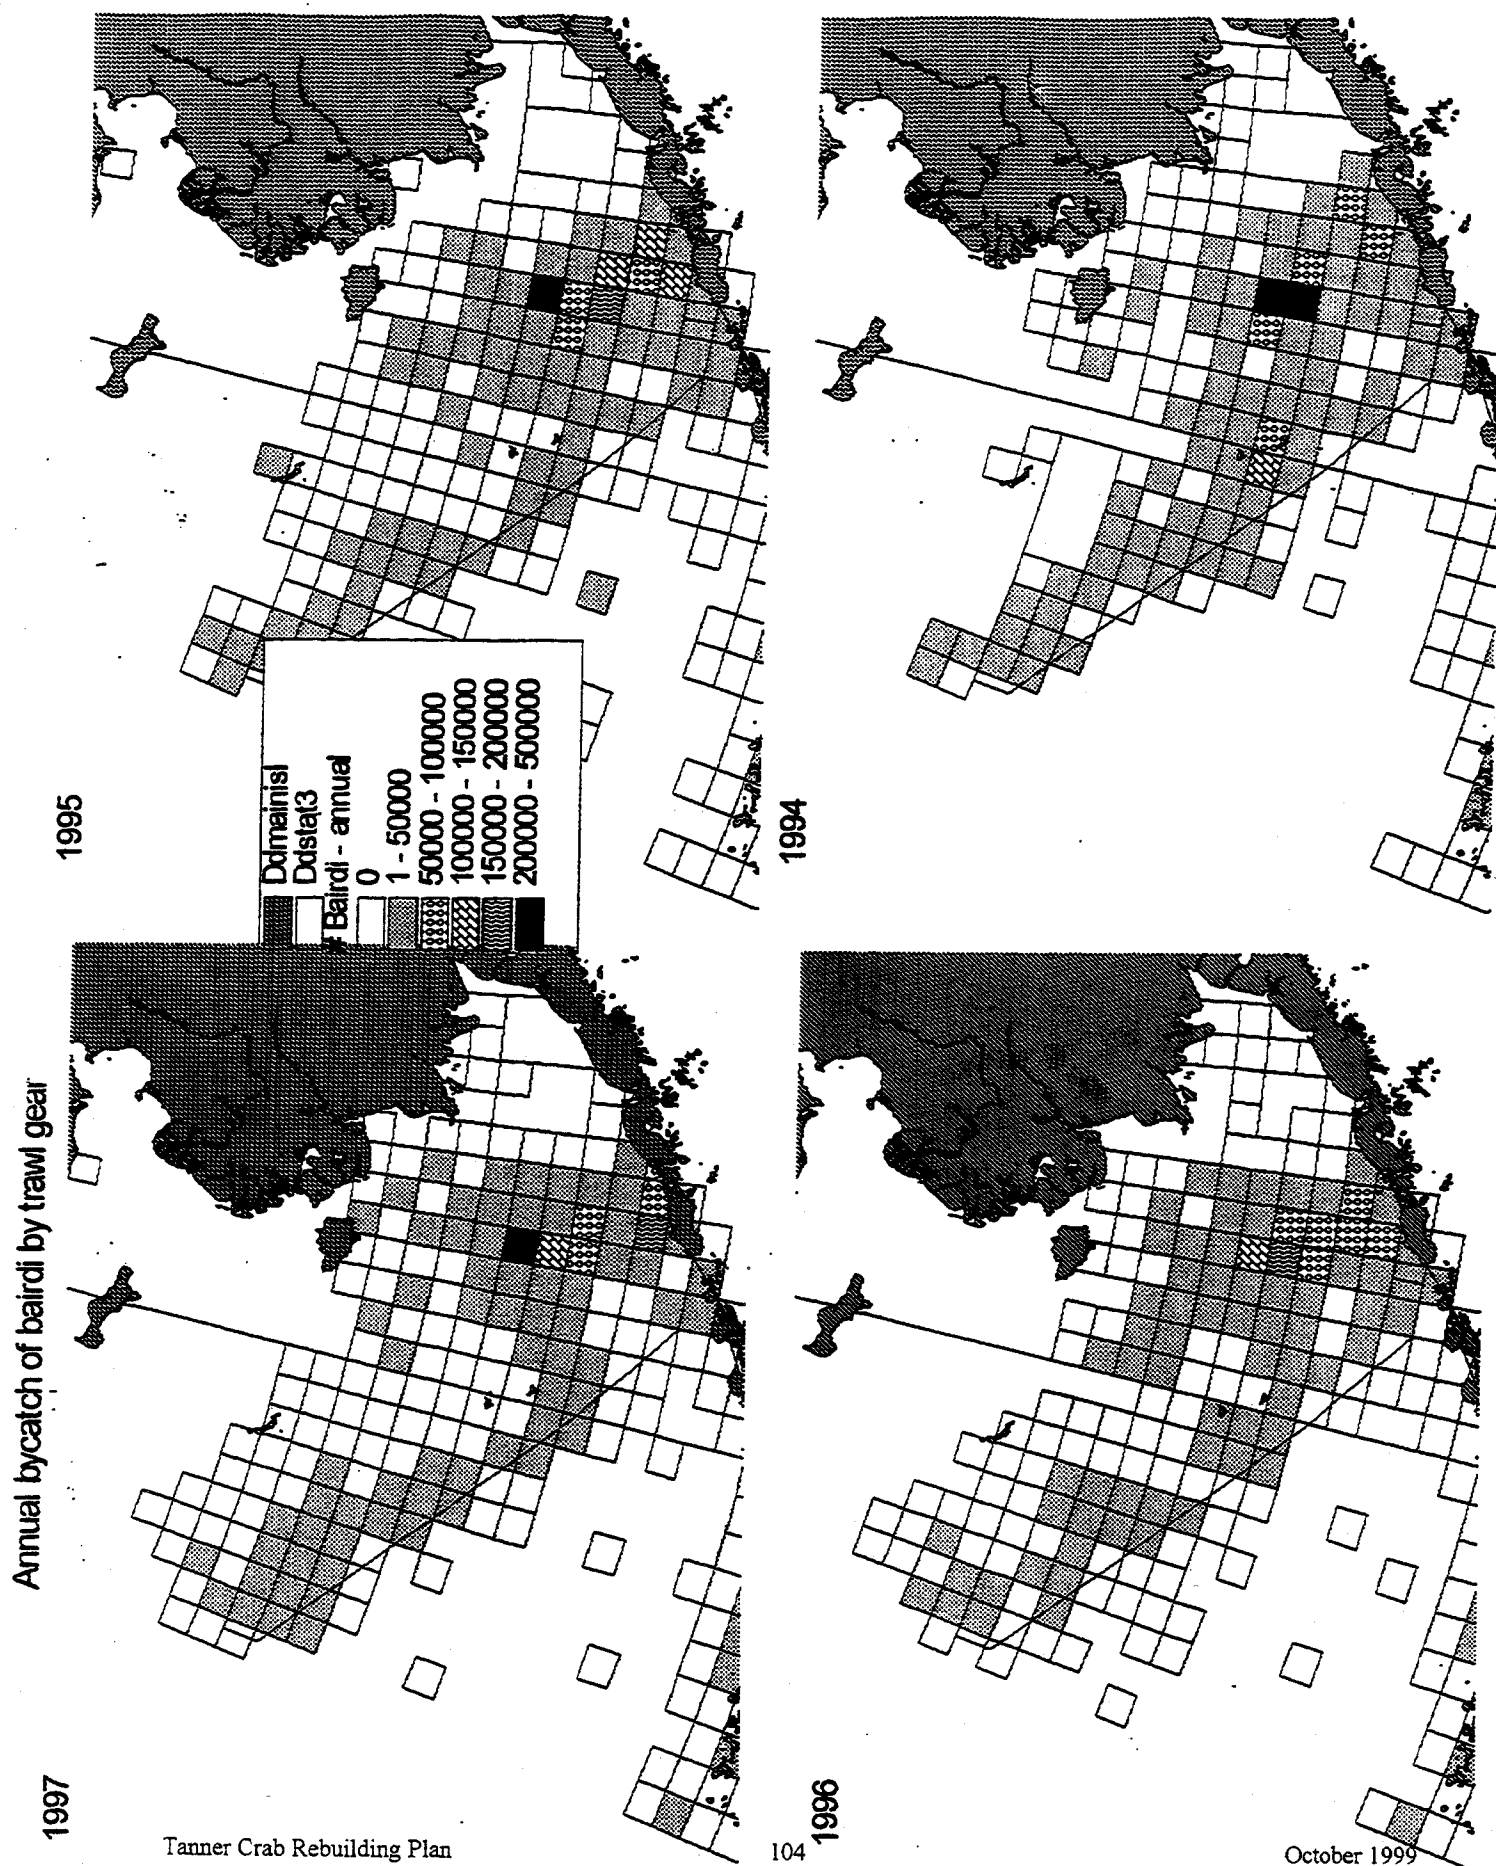 Annual bycatch of bairdi by trawl gear
1997
1995
Ddmainisl
Ddstat3
# Bairdi - annual
0
1 - 50000
50000 - 100000
100000 - 150000
150000 - 200000
200000 - 500000
1996
1994
Tanner Crab Rebuilding Plan
104
October 1999